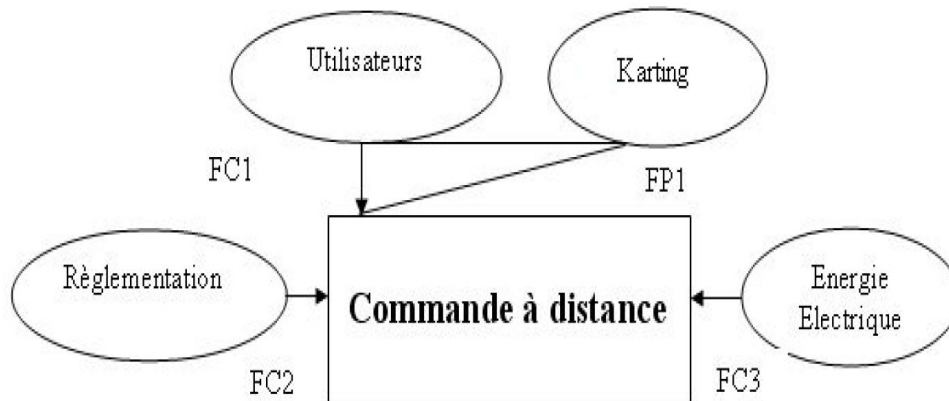 Utilisateurs
Karting
FC1
FP1
Règlementation
Commande à distance
Energie
Electrique
FC2
FC3